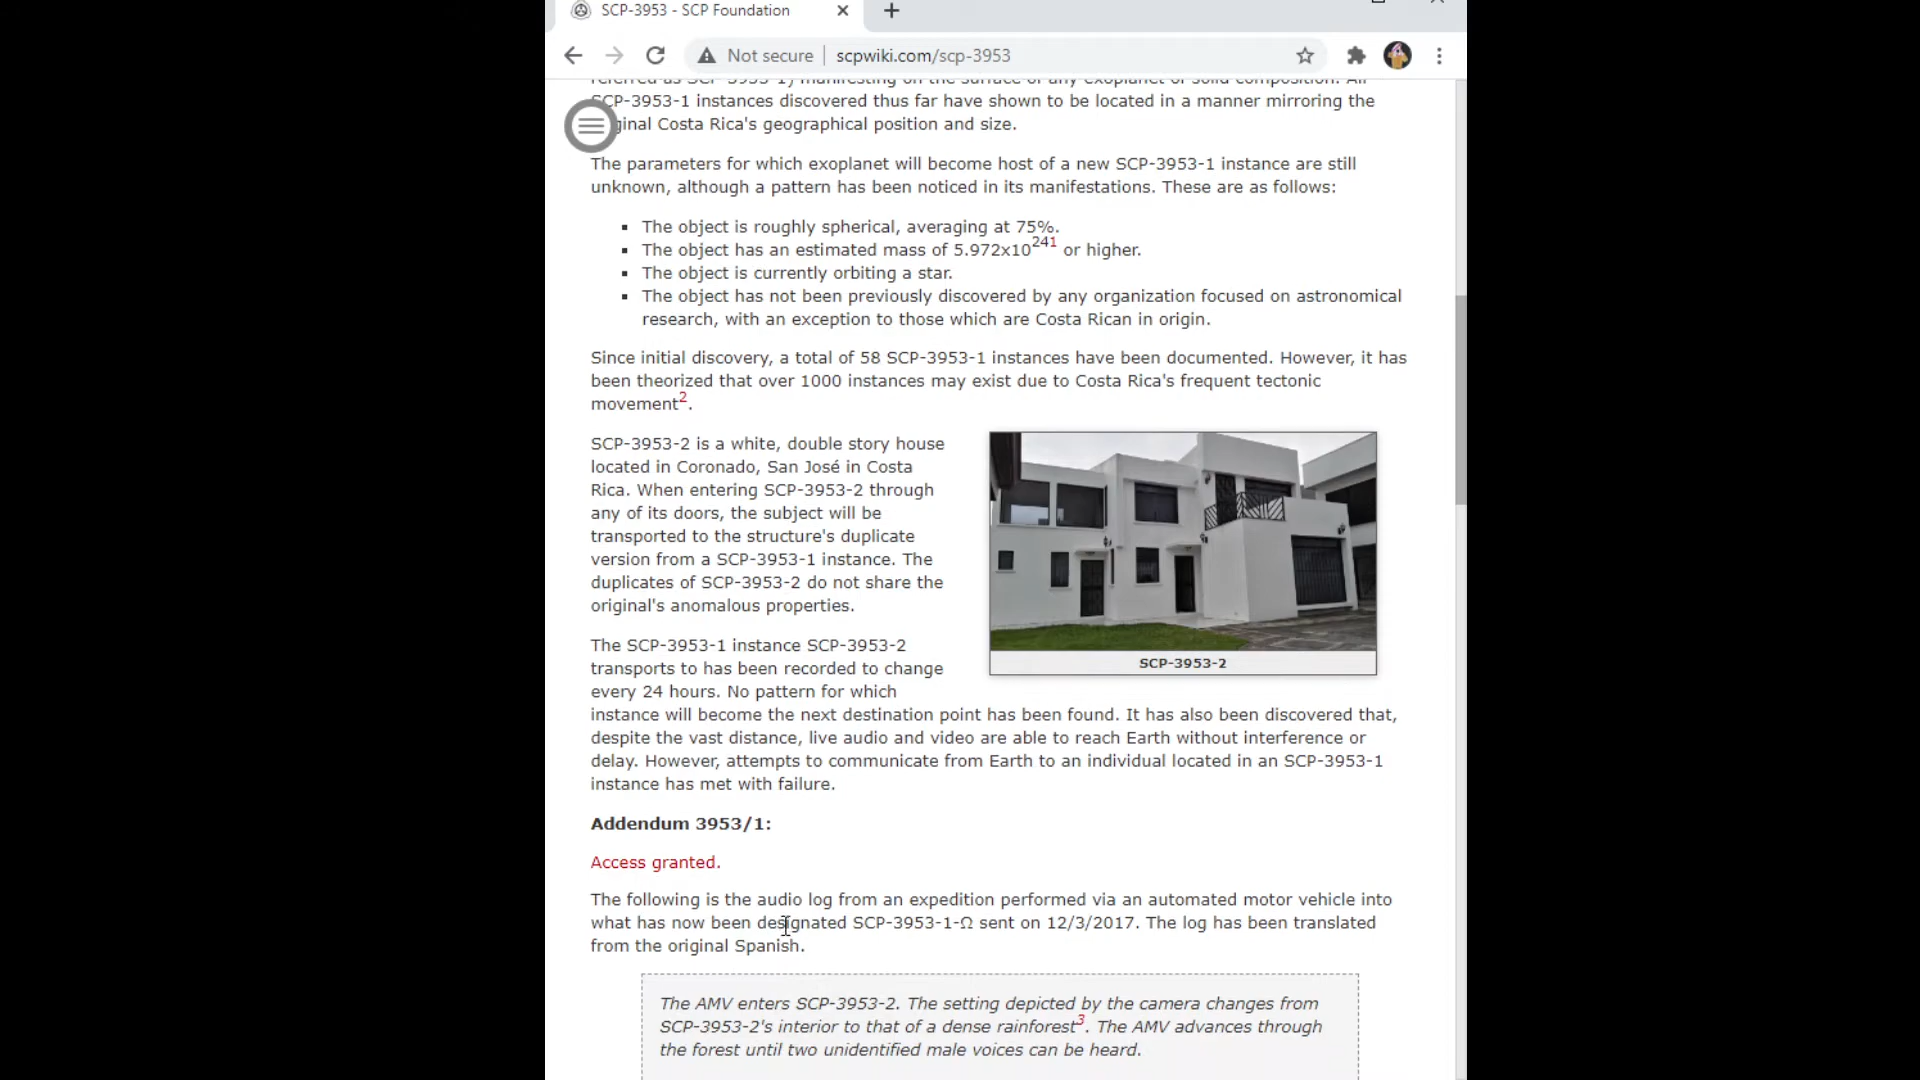 SCP-3953 - SCP Foundation
Not secure
scpwiki.com/scp-3953
referred as SCP-3953-1) manifesting on the surface of any exoplanet of solid composition. All
SCP-3953-1 instances discovered thus far have shown to be located in a manner mirroring the
ginal Costa Rica's geographical position and size.
The parameters for which exoplanet will become host of a new SCP-3953-1 instance are still
unknown, although a pattern has been noticed in its manifestations. These are as follows:
The object is roughly spherical, averaging at 75%.
The object has an estimated mass of 5.972x10²⁴¹ or higher.
The object is currently orbiting a star.
The object has not been previously discovered by any organization focused on astronomical
research, with an exception to those which are Costa Rican in origin.
Since initial discovery, a total of 58 SCP-3953-1 instances have been documented. However, it has
been theorized that over 1000 instances may exist due to Costa Rica's frequent tectonic
movement².
SCP-3953-2 is a white, double story house
located in Coronado, San José in Costa
Rica. When entering SCP-3953-2 through
any of its doors, the subject will be
transported to the structure's duplicate
version from a SCP-3953-1 instance. The
duplicates of SCP-3953-2 do not share the
original's anomalous properties.
SCP-3953-2
The SCP-3953-1 instance SCP-3953-2
transports to has been recorded to change
every 24 hours. No pattern for which
instance will become the next destination point has been found. It has also been discovered that,
despite the vast distance, live audio and video are able to reach Earth without interference or
delay. However, attempts to communicate from Earth to an individual located in an SCP-3953-1
instance has met with failure.
Addendum 3953/1:
Access granted.
The following is the audio log from an expedition performed via an automated motor vehicle into
what has now been designated SCP-3953-1-Ω sent on 12/3/2017. The log has been translated
from the original Spanish.
The AMV enters SCP-3953-2. The setting depicted by the camera changes from
SCP-3953-2's interior to that of a dense rainforest³. The AMV advances through
the forest until two unidentified male voices can be heard.